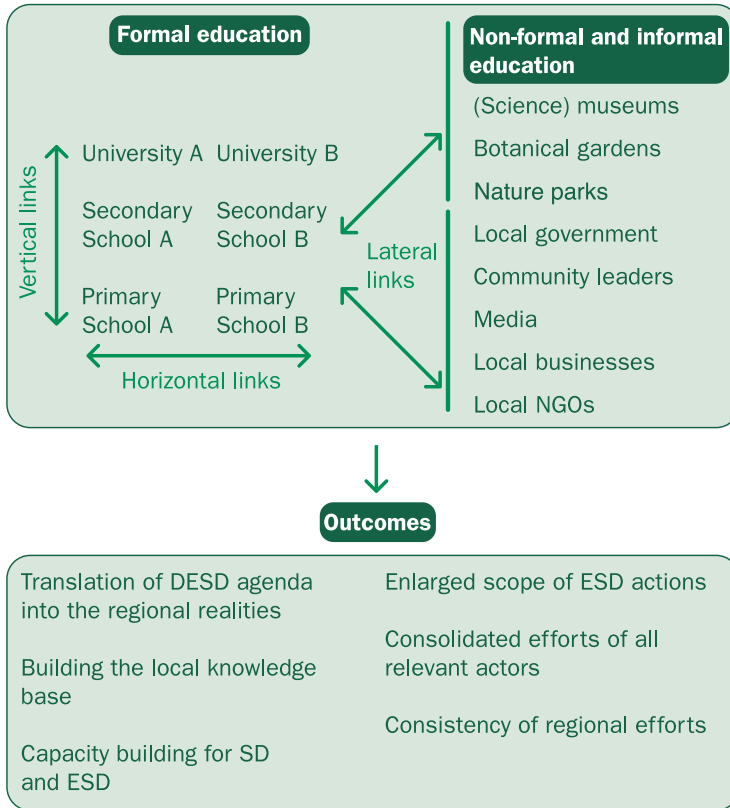 Formal education
Vertical links
University A
University B
Secondary
School A
Secondary
School B
Primary
School A
Primary
School B
Horizontal links
Lateral
links
Non-formal and informal
education
(Science) museums
Botanical gardens
Nature parks
Local government
Community leaders
Media
Local businesses
Local NGOs
Outcomes
Translation of DESD agenda
into the regional realities
Building the local knowledge
base
Capacity building for SD
and ESD
Enlarged scope of ESD actions
Consolidated efforts of all
relevant actors
Consistency of regional efforts